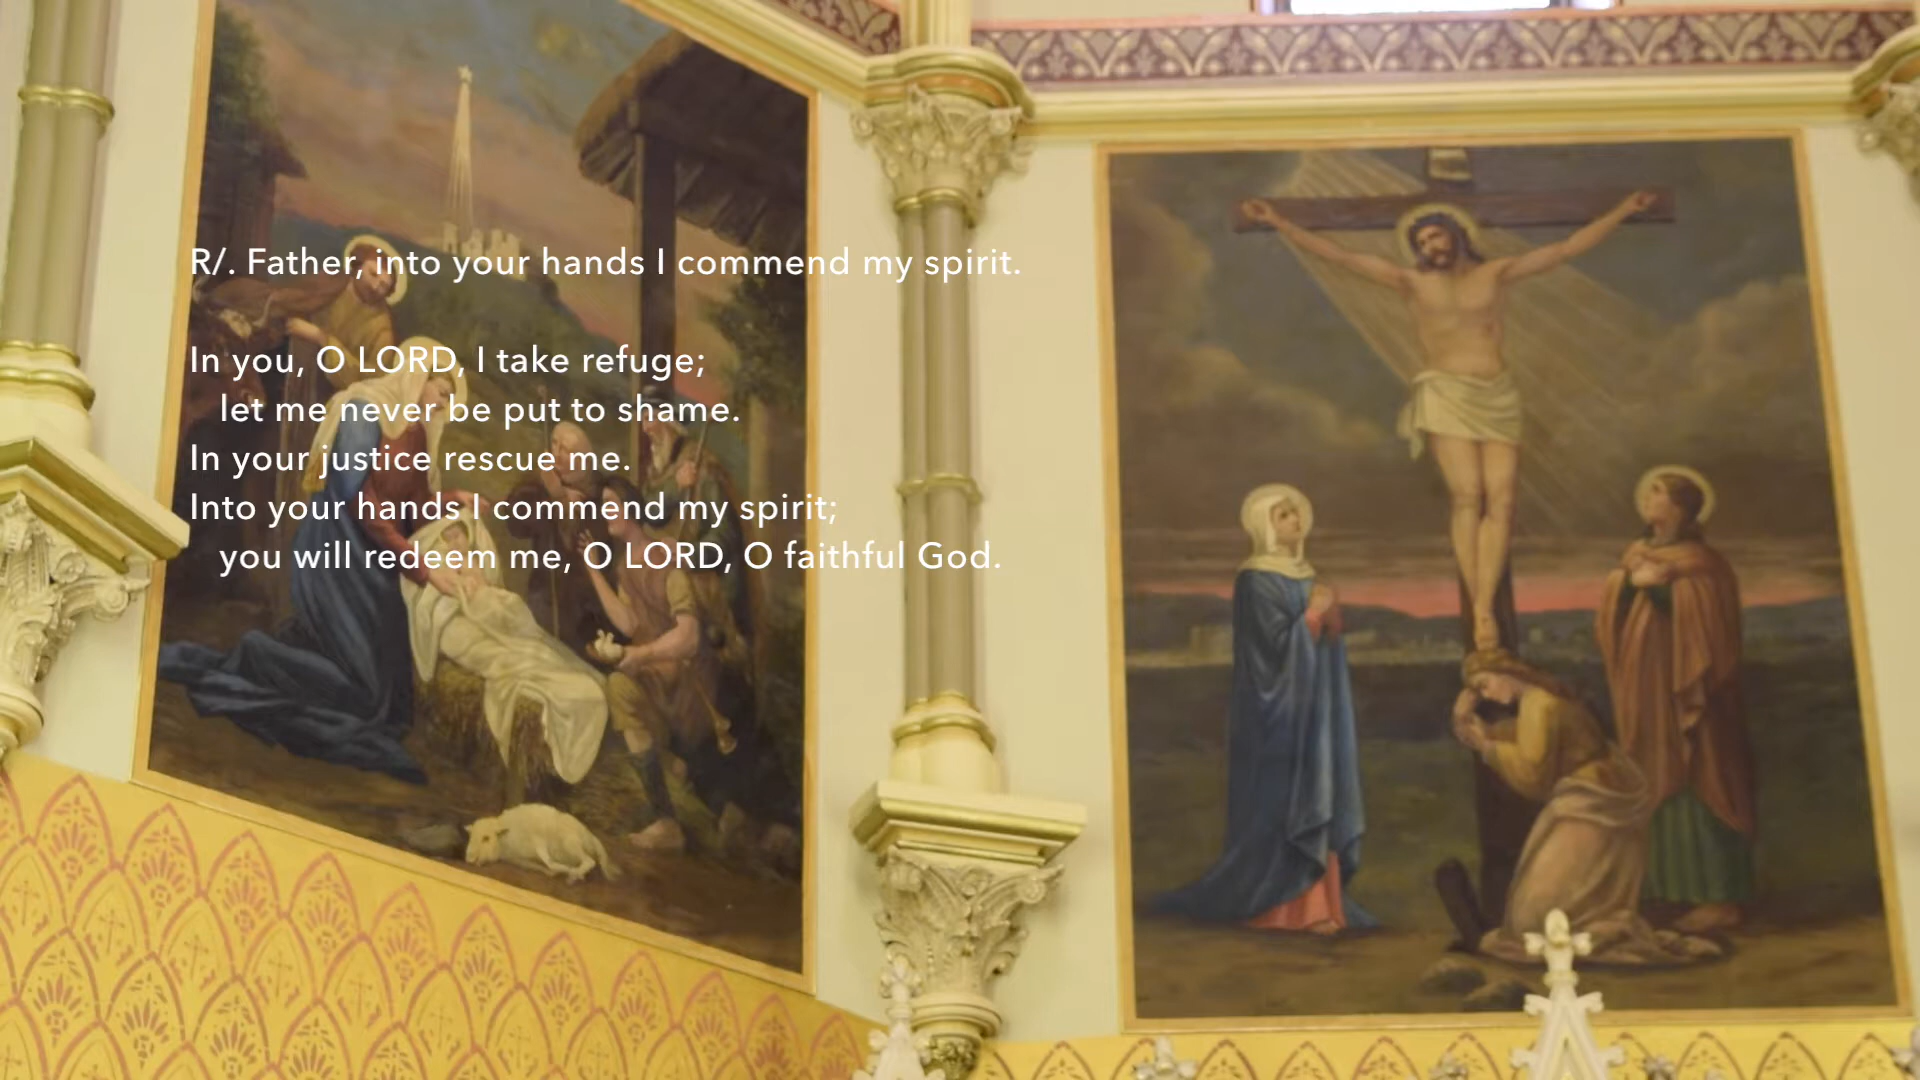 R/. Father, into your hands I commend my spirit.
In you, O LORD, I take refuge;
let me never be put to shame.
In your justice rescue me.
Into your hands I commend my spirit;
you will redeem me, O LORD, O faithful God.